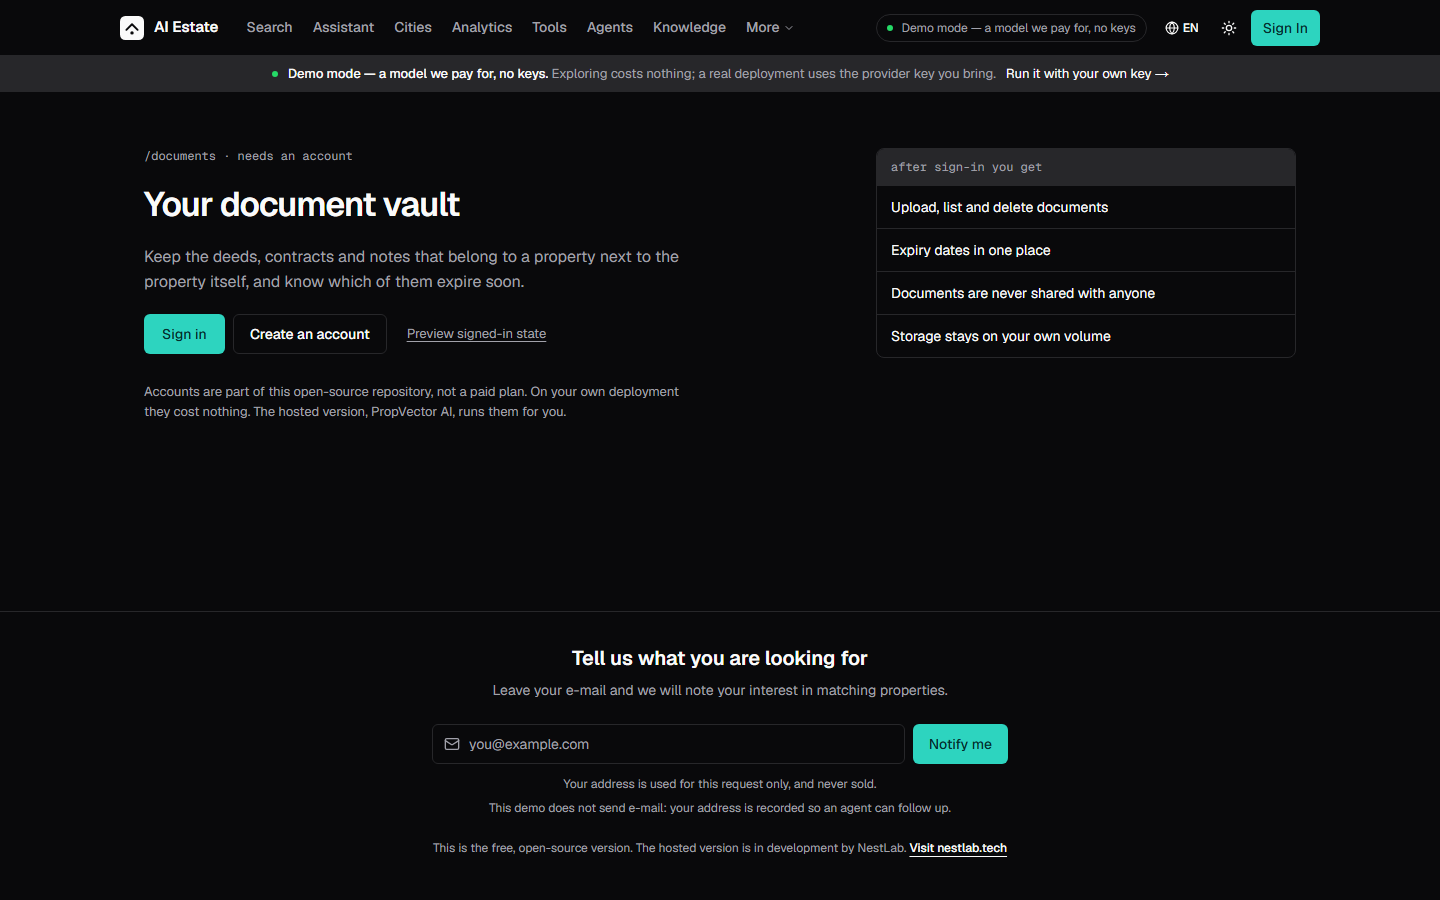 AI Estate
Search
Assistant
Cities
Analytics
Tools
Agents
Knowledge
More
Demo mode — a model we pay for, no keys
EN
Sign In
Demo mode — a model we pay for, no keys. Exploring costs nothing; a real deployment uses the provider key you bring. Run it with your own key →
/documents · needs an account
Your document vault
Keep the deeds, contracts and notes that belong to a property next to the
property itself, and know which of them expire soon.
Sign in
Create an account
Preview signed-in state
Accounts are part of this open-source repository, not a paid plan. On your own deployment
they cost nothing. The hosted version, PropVector AI, runs them for you.
after sign-in you get
Upload, list and delete documents
Expiry dates in one place
Documents are never shared with anyone
Storage stays on your own volume
Tell us what you are looking for
Leave your e-mail and we will note your interest in matching properties.
you@example.com
Notify me
Your address is used for this request only, and never sold.
This demo does not send e-mail: your address is recorded so an agent can follow up.
This is the free, open-source version. The hosted version is in development by NestLab. Visit nestlab.tech